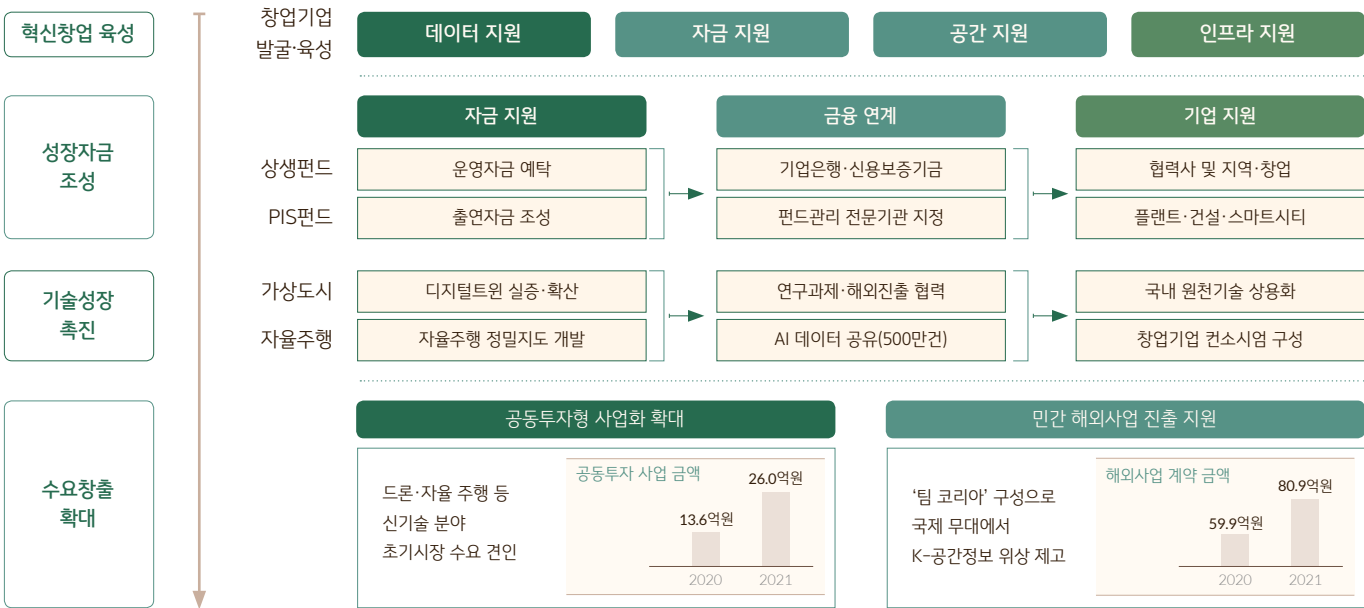 혁신창업 육성
창업기업
발굴·육성
데이터 지원
자금 지원
공간 지원
인프라 지원
성장자금
조성
자금 지원
금융 연계
기업 지원
상생펀드
운영자금 예탁
기업은행·신용보증기금
협력사 및 지역·창업
PIS펀드
출연자금 조성
펀드관리 전문기관 지정
플랜트·건설·스마트시티
기술성장
촉진
가상도시
디지털트윈 실증·확산
연구과제·해외진출 협력
국내 원천기술 상용화
자율주행
자율주행 정밀지도 개발
AI 데이터 공유(500만건)
창업기업 컨소시엄 구성
수요창출
확대
공동투자형 사업화 확대
드론·자율 주행 등
신기술 분야
초기시장 수요 견인
공동투자 사업 금액
13.6억원
26.0억원
2020
2021
민간 해외사업 진출 지원
‘팀 코리아’ 구성으로
국제 무대에서
K-공간정보 위상 제고
해외사업 계약 금액
59.9억원
80.9억원
2020
2021